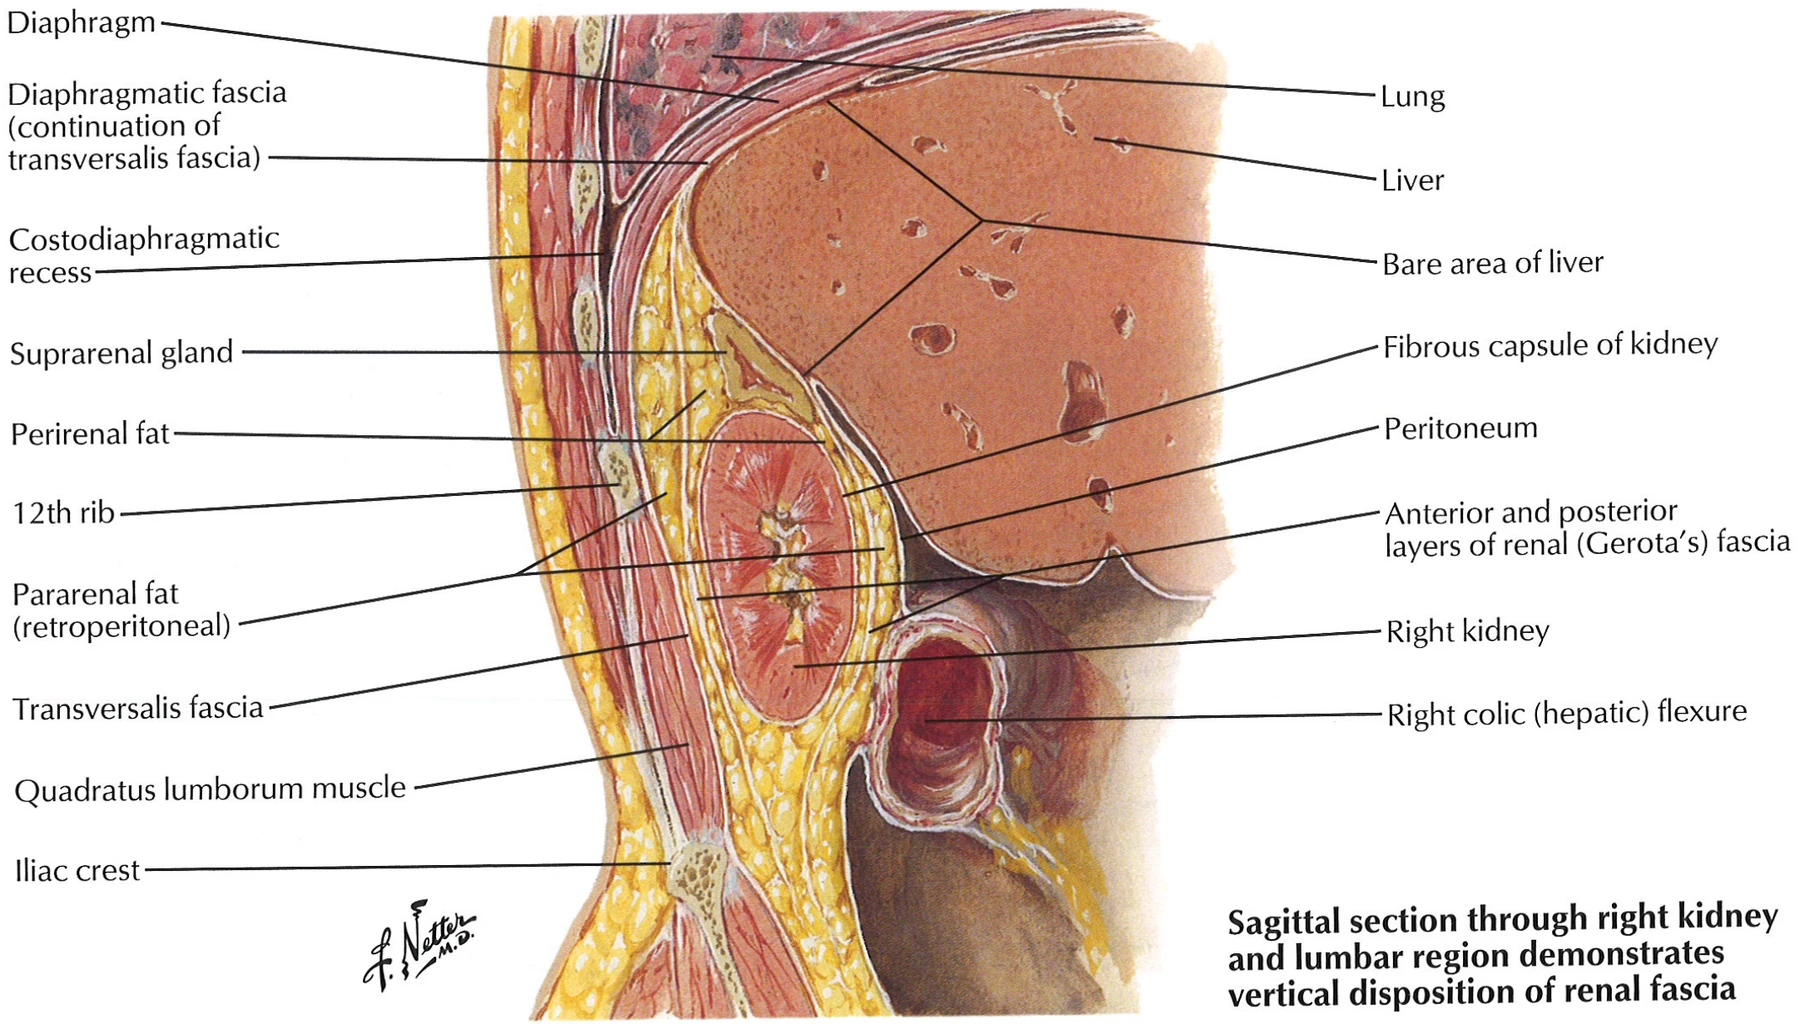 Diaphragm
Diaphragmatic fascia
(continuation of
transversalis fascia)
Costodiaphragmatic
recess
Suprarenal gland
Perirenal fat
12th rib
Pararenal fat
(retroperitoneal)
Transversalis fascia
Quadratus lumborum muscle
Iliac crest
Lung
Liver
Bare area of liver
Fibrous capsule of kidney
Peritoneum
Anterior and posterior
layers of renal (Gerota's) fascia
Right kidney
Right colic (hepatic) flexure
F. Netter
M.D.
Sagittal section through right kidney
and lumbar region demonstrates
vertical disposition of renal fascia